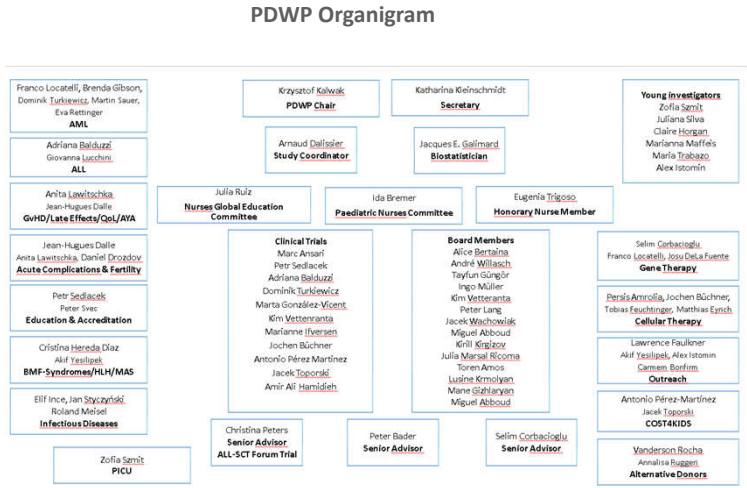 PDWP Organigram
Franco Locatelli, Brenda Gibson,
Dominik Turkiewicz, Martin Sauer,
Eva Rettinger
AML
Adriana Balduzzi
Giovanna Lucchini
ALL
Anita Lawitschka
Jean-Hugues Dalle
GvHD/Late Effects/QoL/AYA
Jean-Hugues Dalle
Anita Lawitschka, Daniel Drozdov
Acute Complications & Fertility
Petr Sedlacek
Peter Svec
Education & Accreditation
Cristina Hereda Diaz
Akif Yesilipek
BMF-Syndromes/HLH/MAS
Elif Ince, Jan Styczyński
Roland Meisel
Infectious Diseases
Zofia Szmit
PICU
Krzysztof Kalwak
PDWP Chair
Katharina Kleinschmidt
Secretary
Arnaud Dalissier
Study Coordinator
Jacques E. Galimard
Biostatistician
Julia Ruiz
Nurses Global Education
Committee
Ida Bremer
Paediatric Nurses Committee
Eugenia Trigoso
Honorary Nurse Member
Clinical Trials
Marc Ansari
Petr Sedlacek
Adriana Balduzzi
Dominik Turkiewicz
Marta González-Vicent
Kim Vettenranta
Marianne Ifversen
Jochen Büchner
Antonio Pérez Martinez
Jacek Toporski
Amir Ali Hamidieh
Board Members
Alice Bertaina
André Willasch
Tayfun Güngör
Ingo Müller
Kim Vetteranta
Peter Lang
Jacek Wachowiak
Miguel Abboud
Kirill Kirgizov
Julia Marsal Ricoma
Toren Amos
Lusine Krmolyan
Mane Gizhlaryan
Miguel Abboud
Christina Peters
Senior Advisor
ALL-SCT Forum Trial
Peter Bader
Senior Advisor
Selim Corbacioglu
Senior Advisor
Young investigators
Zofia Szmit
Juliana Silva
Claire Horgan
Marianna Maffeis
Maria Trabazo
Alex Istomin
Selim Corbacioglu
Franco Locatelli, Josu DeLa Fuente
Gene Therapy
Persis Amrolia, Jochen Büchner,
Tobias Feuchtinger, Matthias Eyrich
Cellular Therapy
Lawrence Faulkner
Akif Yesilipek, Alex Istomin
Carmem Bonfirm
Outreach
Antonio Pérez-Martínez
Jacek Toporski
COST4KIDS
Vanderson Rocha
Annalisa Ruggeri
Alternative Donors